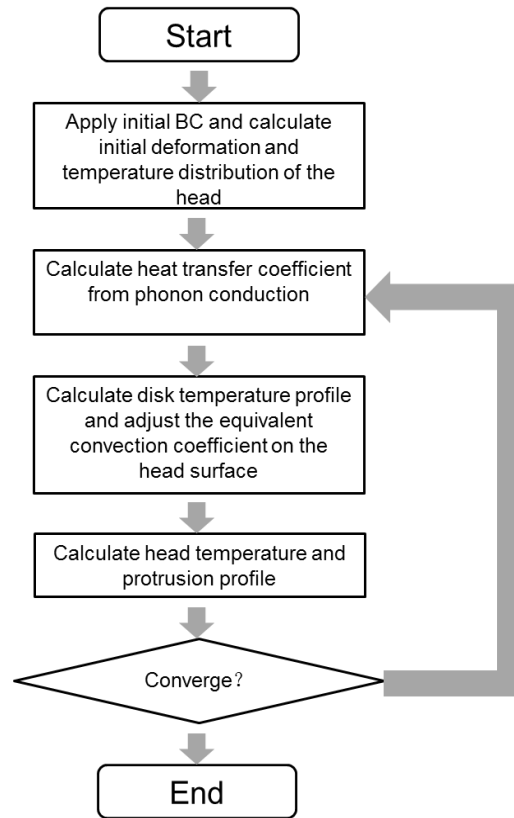 Start
Apply initial BC and calculate
initial deformation and
temperature distribution of the
head
Calculate heat transfer coefficient
from phonon conduction
Calculate disk temperature profile
and adjust the equivalent
convection coefficient on the
head surface
Calculate head temperature and
protrusion profile
Converge？
End